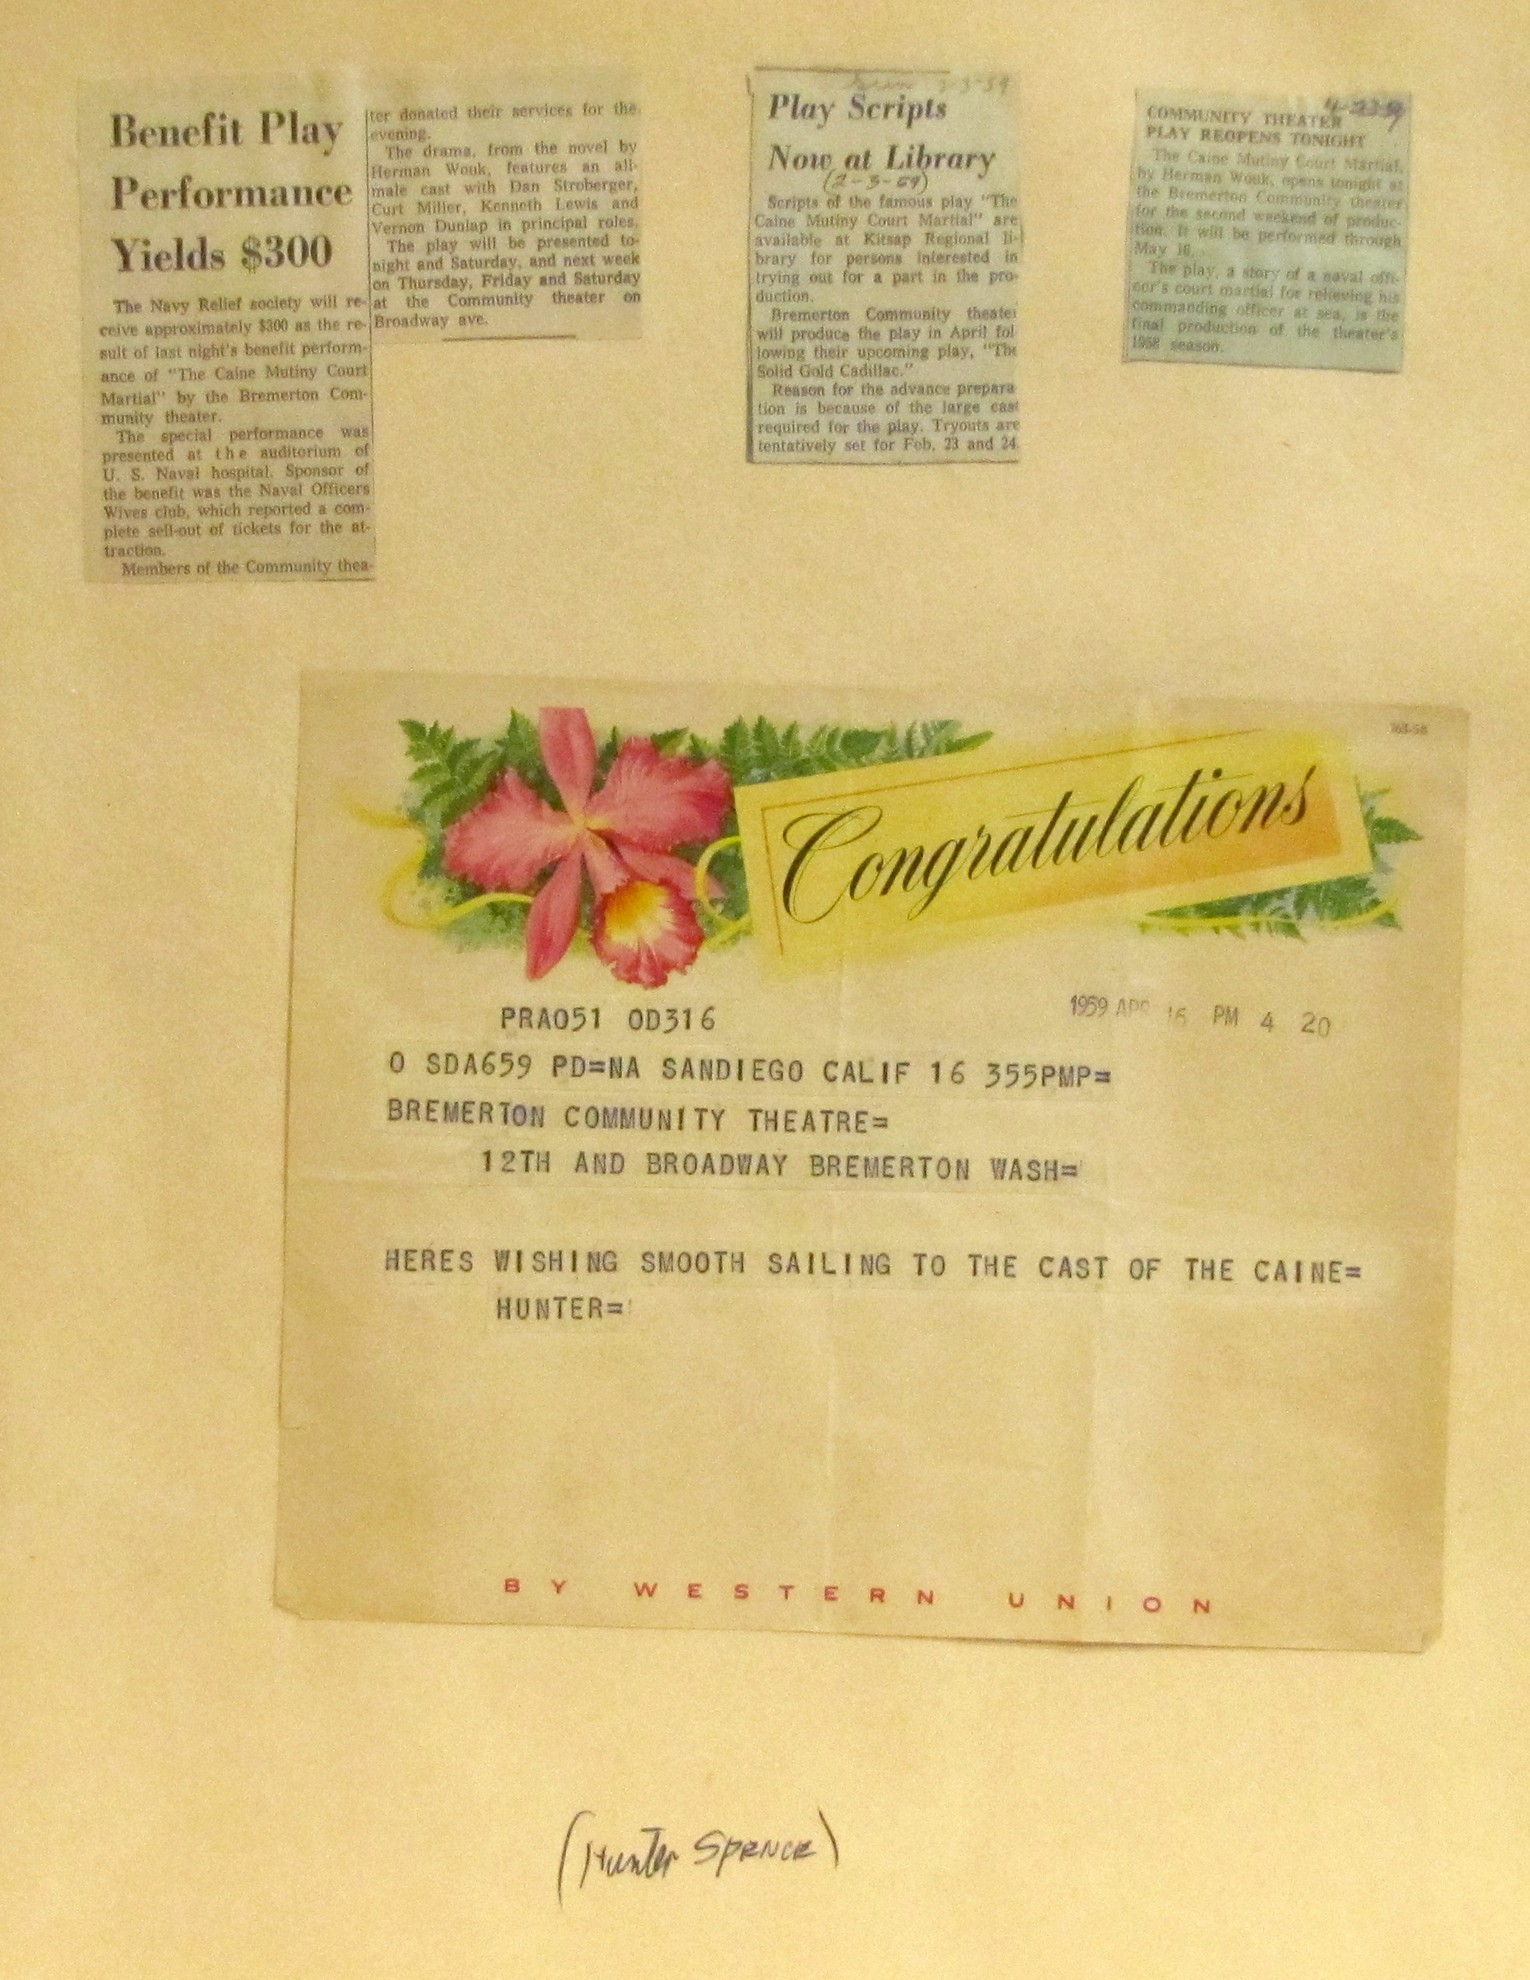 Benefit Play
Performance
Yields $300
The Navy Relief society will re-
ceive approximately $300 as the re-
sult of last night's benefit perform-
ance of "The Caine Mutiny Court
Martial" by the Bremerton Com-
munity theater.
The special performance was
presented at the auditorium of
U. S. Naval hospital. Sponsor of
the benefit was the Naval Officers
Wives club, which reported a com-
plete sell-out of tickets for the at-
traction.
Members of the Community thea-
ter donated their services for the
evening.
The drama, from the novel by
Herman Wouk, features an all-
male cast with Dan Stroberger,
Curt Miller, Kenneth Lewis and
Vernon Dunlap in principal roles.
The play will be presented to-
night and Saturday, and next week
on Thursday, Friday and Saturday
at the Community theater on
Broadway ave.
3-3-59
Play Scripts
Now at Library
(2-3-59)
Scripts of the famous play "The
Caine Mutiny Court Martial" are
available at Kitsap Regional li-
brary for persons interested in
trying out for a part in the pro-
duction.
Bremerton Community theater
will produce the play in April fol
lowing their upcoming play, "The
Solid Gold Cadillac."
Reason for the advance prepara
tion is because of the large cast
required for the play. Tryouts are
tentatively set for Feb. 23 and 24.
4-23-59
COMMUNITY THEATER
PLAY REOPENS TONIGHT
The Caine Mutiny Court Martial,
by Herman Wouk, opens tonight at
the Bremerton Community theater
for the second weekend of produc-
tion. It will be performed through
May 16.
The play, a story of a naval offi-
cer's court martial for relieving his
commanding officer at sea, is the
final production of the theater's
1958 season.
Congratulations
1959 APR 16 PM 4 20
PRA051 OD316
O SDA659 PD=NA SANDIEGO CALIF 16 355PMP=
BREMERTON COMMUNITY THEATRE=
12TH AND BROADWAY BREMERTON WASH=
HERES WISHING SMOOTH SAILING TO THE CAST OF THE CAINE=
HUNTER=
BY WESTERN UNION
(Hunter Spence)